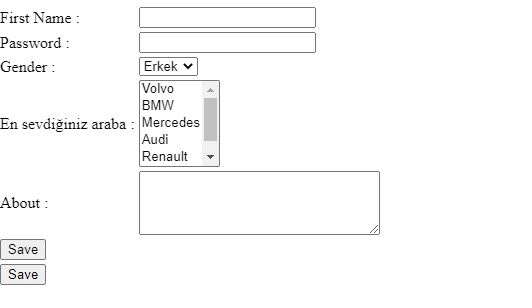 First Name :
Password :
Gender : Erkek
En sevdiğiniz araba :
Volvo
BMW
Mercedes
Audi
Renault
About :
Save
Save